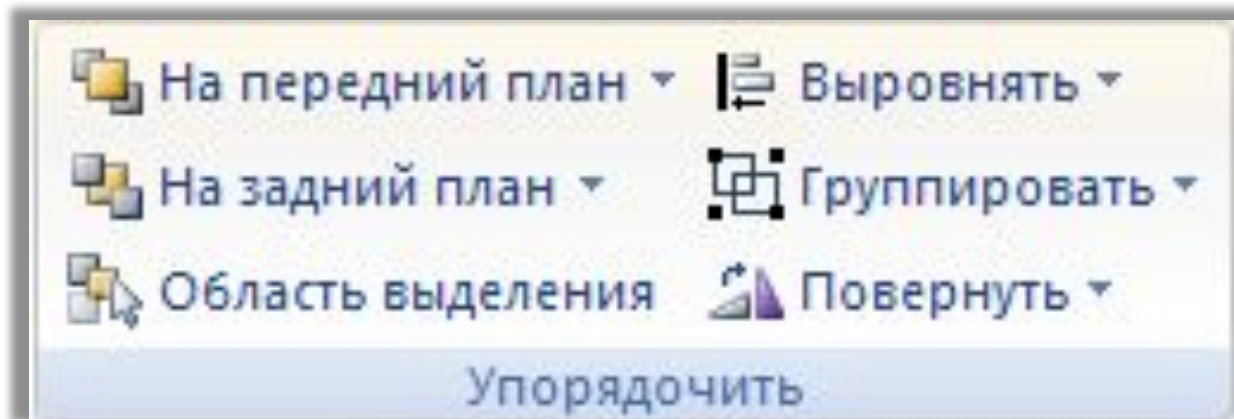 На передний план
Выровнять
На задний план
Группировать
Область выделения
Повернуть
Упорядочить